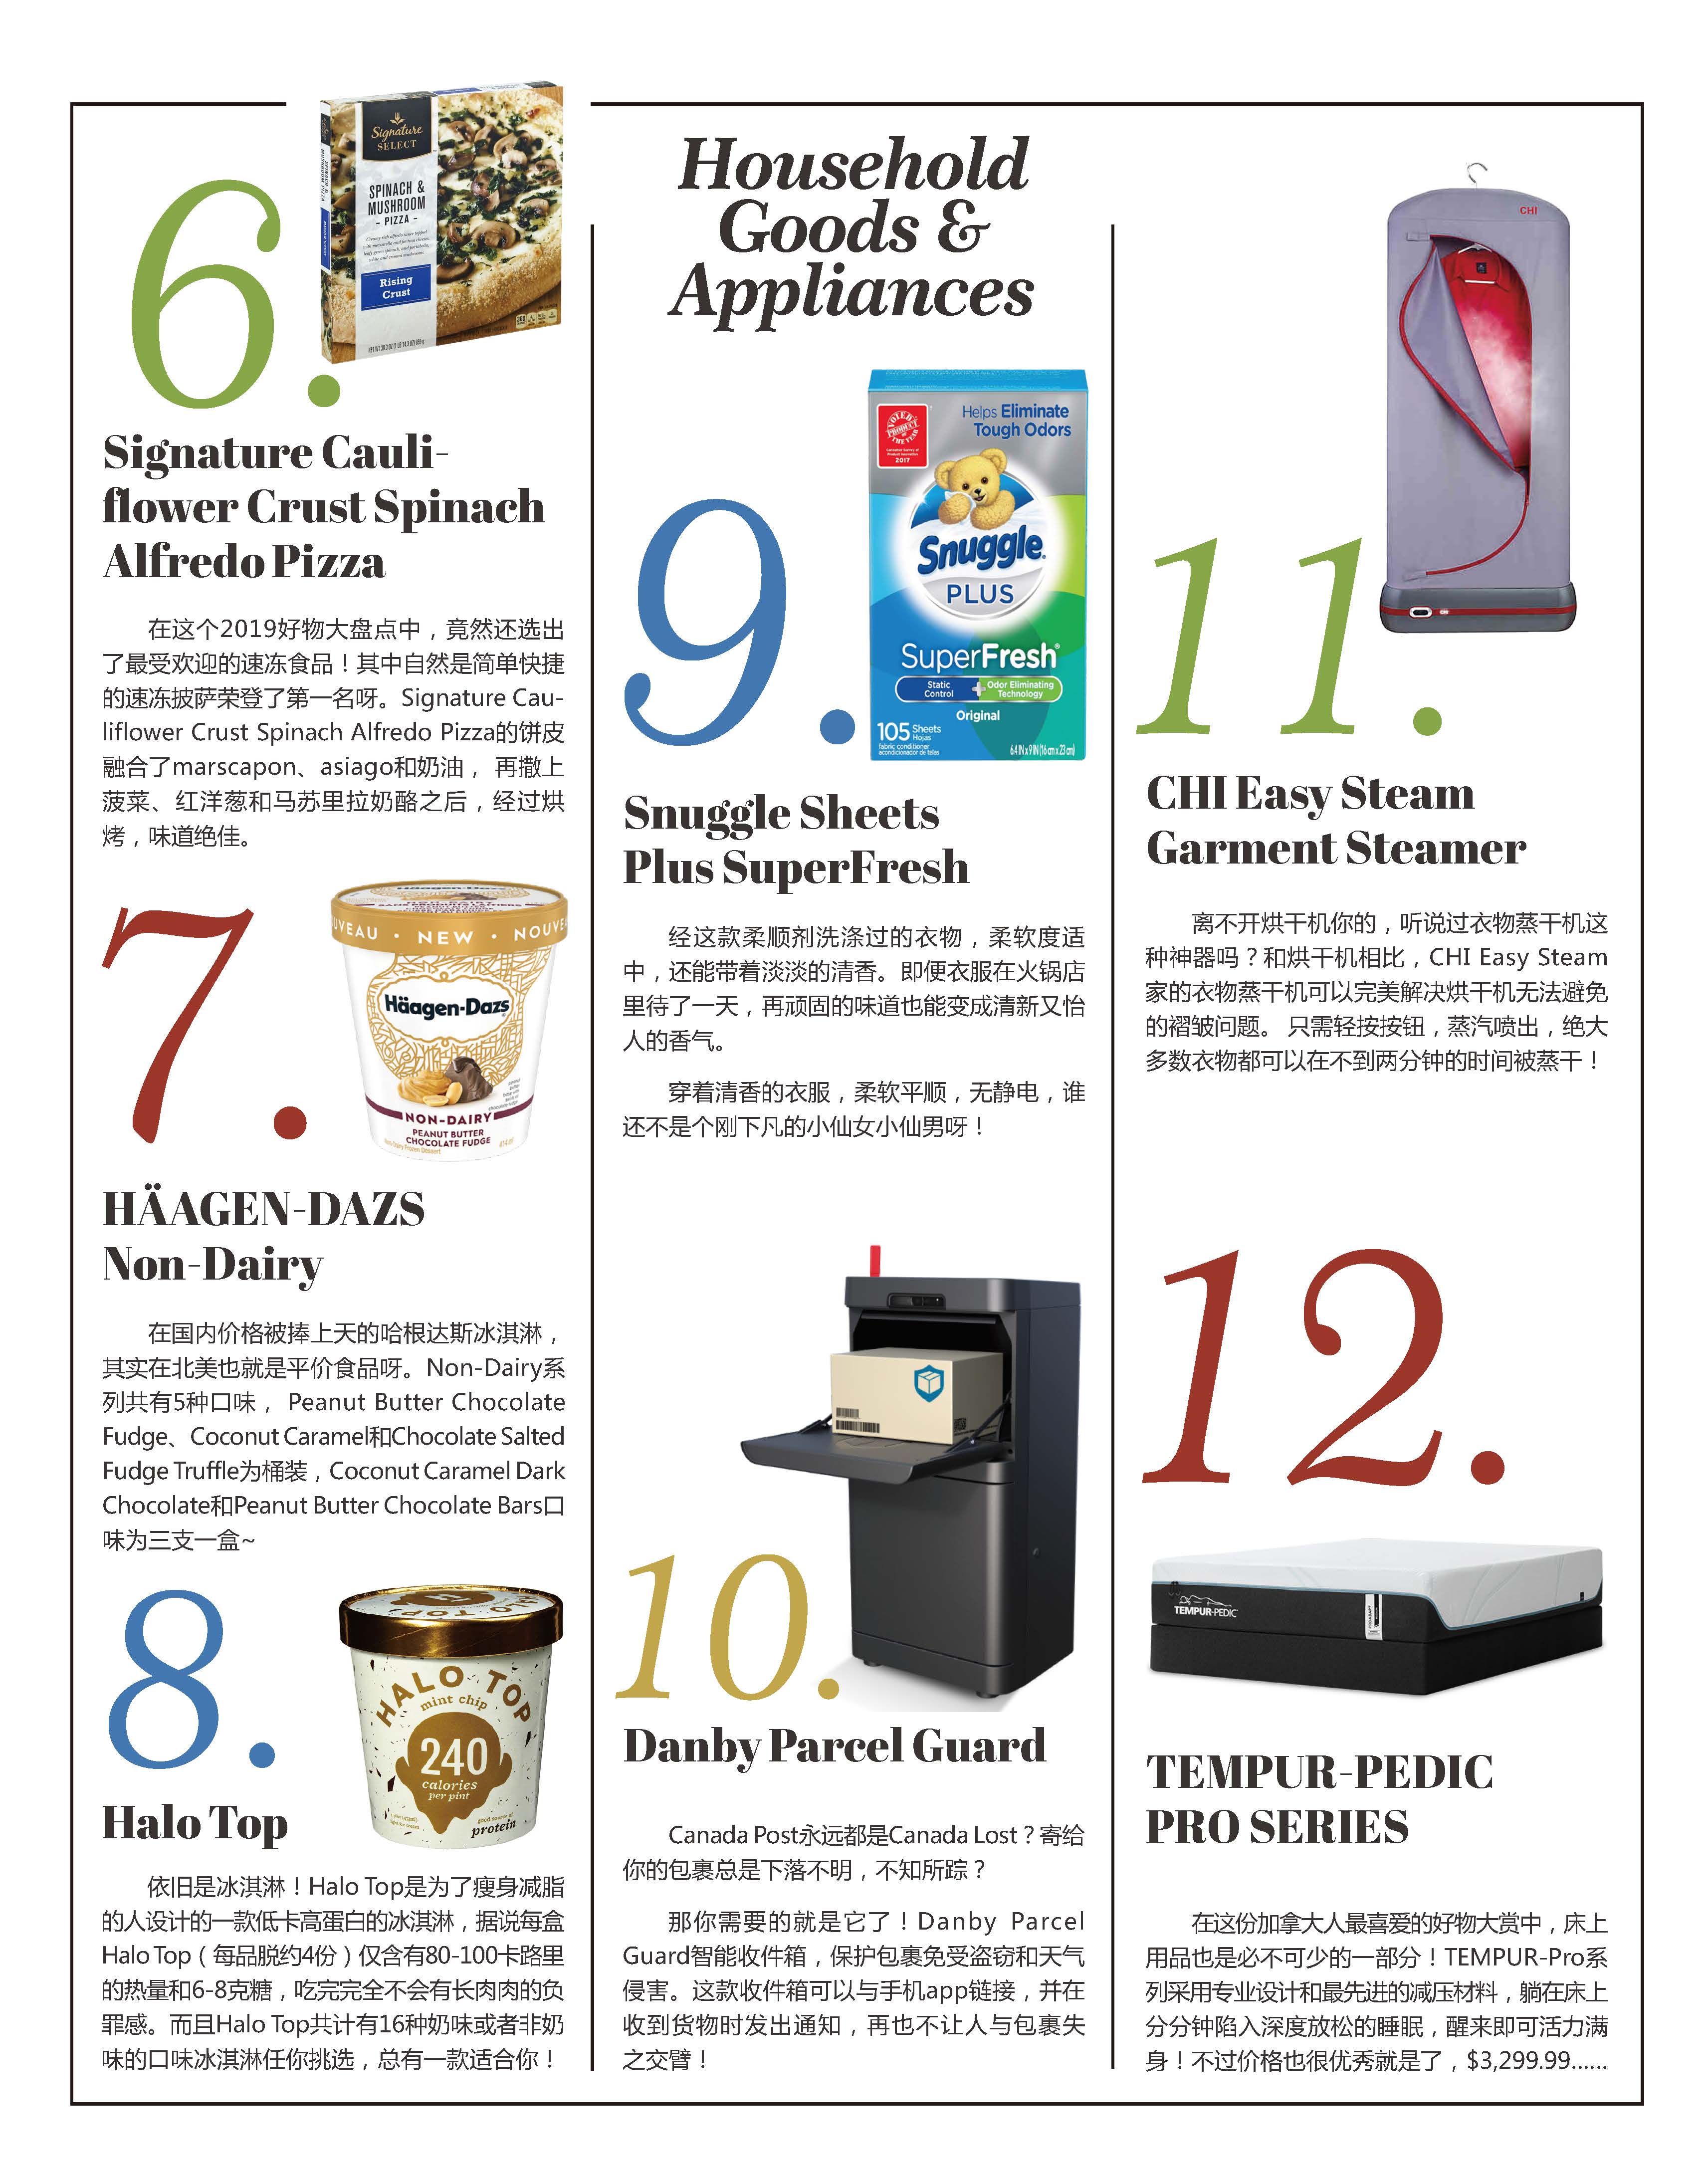 Signature
SELECT
SPINACH &
MUSHROOM
- PIZZA -
Rising
Crust
6.
Signature Cauli-
flower Crust Spinach
Alfredo Pizza
在这个2019好物大盘点中，竟然还选出
了最受欢迎的速冻食品！其中自然是简单快捷
的速冻披萨荣登了第一名呀。Signature Cau-
liflower Crust Spinach Alfredo Pizza的饼皮
融合了marscapon、asiago和奶油， 再撒上
菠菜、红洋葱和马苏里拉奶酪之后，经过烘
烤，味道绝佳。
7.
Häagen-Dazs
NEW · NOUVE
Häagen-Dazs
NON-DAIRY
PEANUT BUTTER
CHOCOLATE FUDGE
HÄAGEN-DAZS
Non-Dairy
在国内价格被捧上天的哈根达斯冰淇淋，
其实在北美也就是平价食品呀。Non-Dairy系
列共有5种口味， Peanut Butter Chocolate
Fudge、Coconut Caramel和Chocolate Salted
Fudge Truffle为桶装，Coconut Caramel Dark
Chocolate和Peanut Butter Chocolate Bars口
味为三支一盒~
8.
HALO TOP
mint chip
240
calories
per pint
good source of
protein
Halo Top
依旧是冰淇淋！Halo Top是为了瘦身减脂
的人设计的一款低卡高蛋白的冰淇淋，据说每盒
Halo Top（每品脱约4份）仅含有80-100卡路里
的热量和6-8克糖，吃完完全不会有长肉肉的负
罪感。而且Halo Top共计有16种奶味或者非奶
味的口味冰淇淋任你挑选，总有一款适合你！
Household
Goods &
Appliances
9.
VOTED
PRODUCT
OF THE YEAR
2017
Helps Eliminate
Tough Odors
Snuggle
PLUS
SuperFresh®
Static
Control
+
Odor Eliminating
Technology
Original
105 Sheets
Hojas
fabric conditioner
acondicionador de telas
6.4 IN x 9 IN (16 cm x 23 cm)
Snuggle Sheets
Plus SuperFresh
经这款柔顺剂洗涤过的衣物，柔软度适
中，还能带着淡淡的清香。即便衣服在火锅店
里待了一天，再顽固的味道也能变成清新又怡
人的香气。
穿着清香的衣服，柔软平顺，无静电，谁
还不是个刚下凡的小仙女小仙男呀！
10.
Danby Parcel Guard
Canada Post永远都是Canada Lost？寄给
你的包裹总是下落不明，不知所踪？
那你需要的就是它了！Danby Parcel
Guard智能收件箱，保护包裹免受盗窃和天气
侵害。这款收件箱可以与手机app链接，并在
收到货物时发出通知，再也不让人与包裹失
之交臂！
CHI
11.
CHI Easy Steam
Garment Steamer
离不开烘干机你的，听说过衣物蒸干机这
种神器吗？和烘干机相比，CHI Easy Steam
家的衣物蒸干机可以完美解决烘干机无法避免
的褶皱问题。 只需轻按按钮，蒸汽喷出，绝大
多数衣物都可以在不到两分钟的时间被蒸干！
12.
TEMPUR-PEDIC
TEMPUR-PEDIC
PRO SERIES
在这份加拿大人最喜爱的好物大赏中，床上
用品也是必不可少的一部分！TEMPUR-Pro系
列采用专业设计和最先进的减压材料，躺在床上
分分钟陷入深度放松的睡眠，醒来即可活力满
身！不过价格也很优秀就是了，$3,299.99……